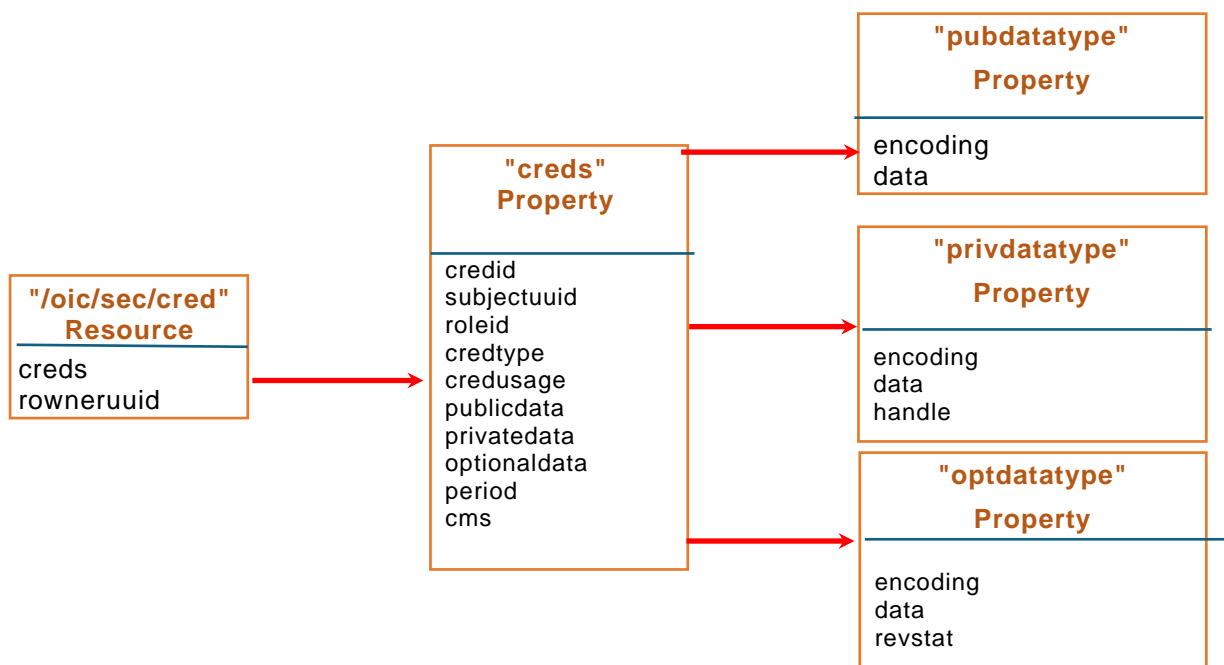 "/oic/sec/cred"
Resource
creds
rowneruuid
"creds"
Property
credid
subjectuuid
roleid
credtype
credusage
publicdata
privatedata
optionaldata
period
cms
"pubdatatype"
Property
encoding
data
"privdatatype"
Property
encoding
data
handle
"optdatatype"
Property
encoding
data
revstat